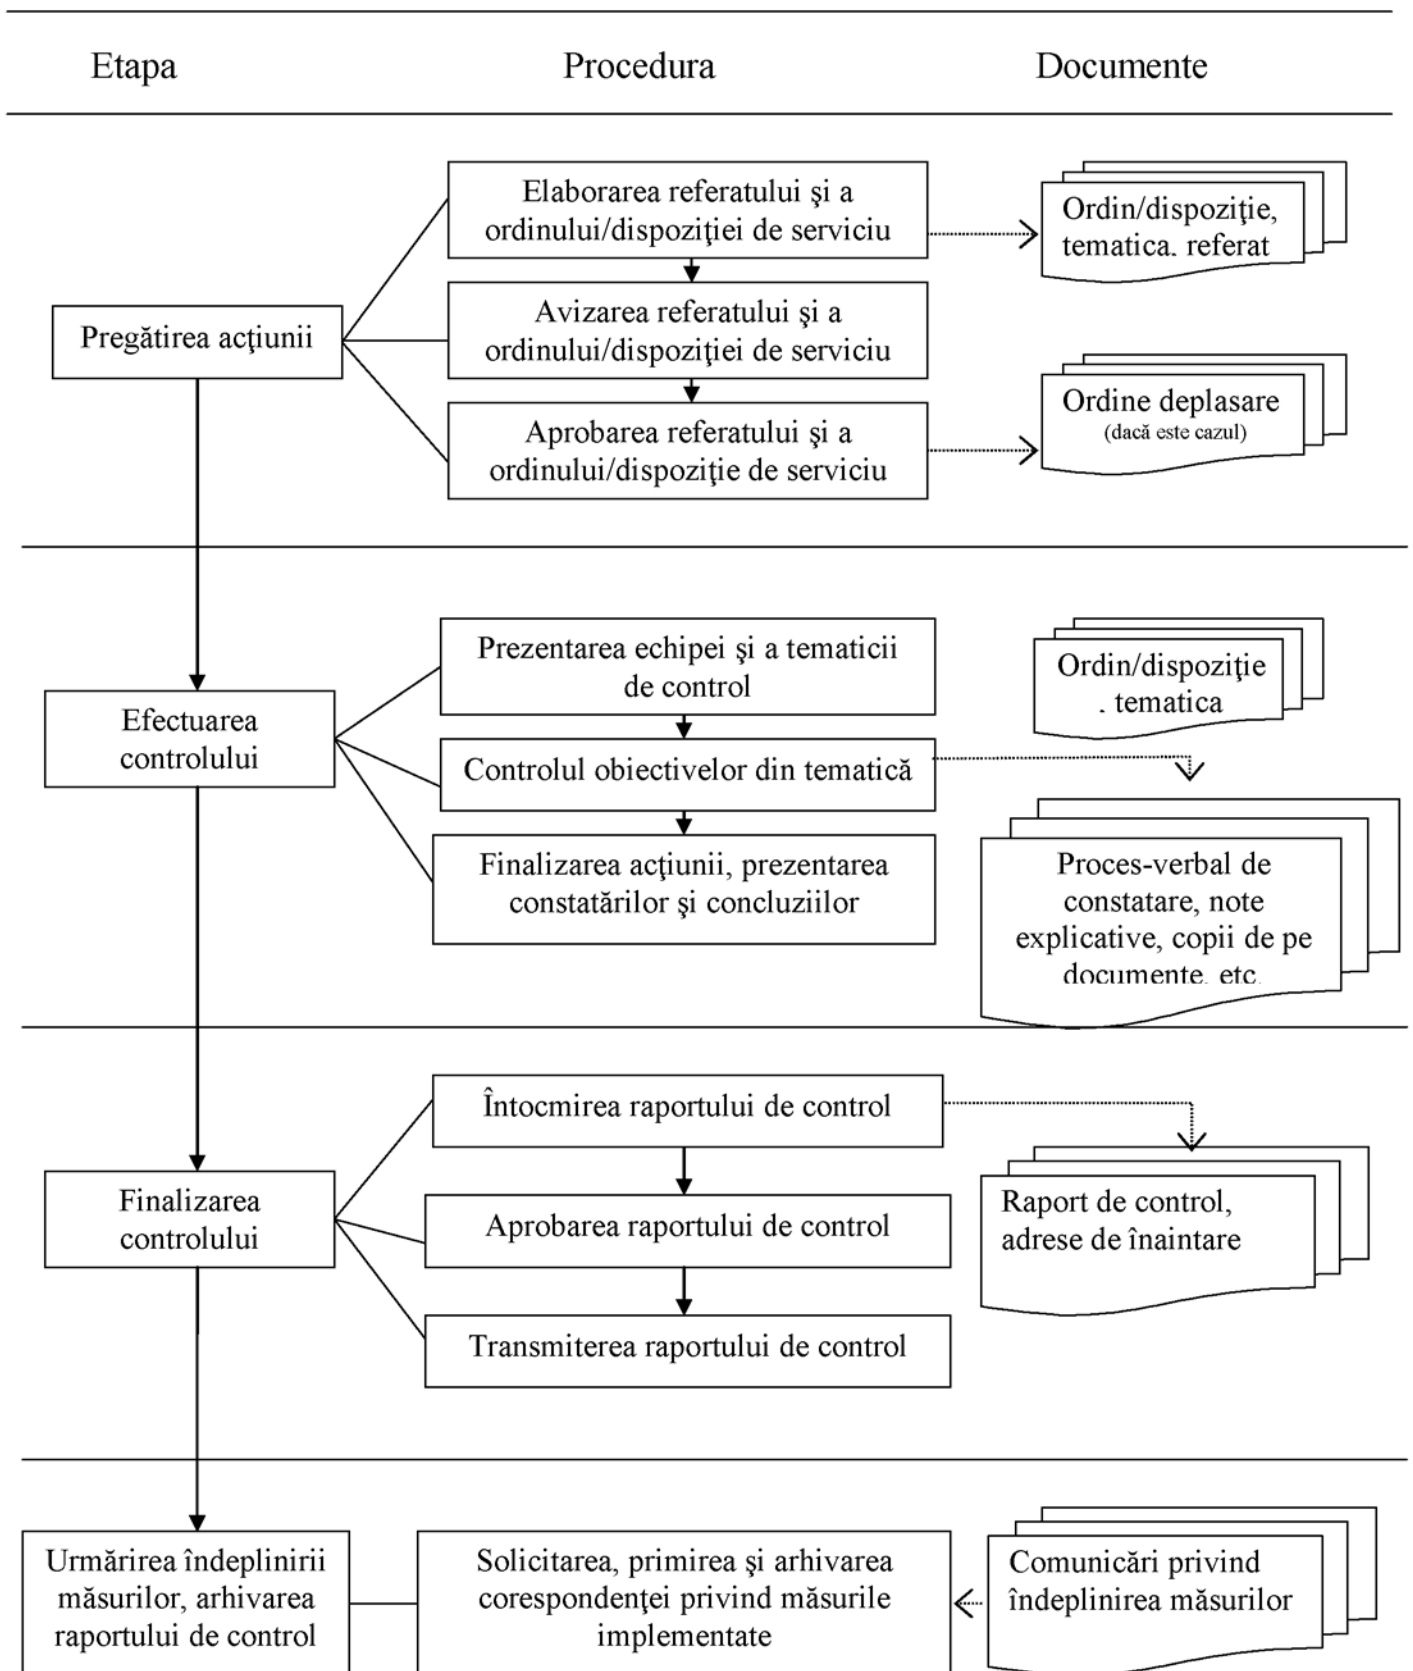 Etapa Procedura Documente
Elaborarea referatului şi a
ordinului/dispoziţiei de serviciu
Ordin/dispoziţie,
tematica, referat
Pregătirea acţiunii
Avizarea referatului şi a
ordinului/dispoziţiei de serviciu
Aprobarea referatului şi a
ordinului/dispoziţie de serviciu
Ordine deplasare
(dacă este cazul)
Efectuarea
controlului
Prezentarea echipei şi a tematicii
de control
Ordin/dispoziţie
, tematica
Controlul obiectivelor din tematică
Finalizarea acţiunii, prezentarea
constatărilor şi concluziilor
Proces-verbal de
constatare, note
explicative, copii de pe
documente, etc.
Finalizarea
controlului
Întocmirea raportului de control
Aprobarea raportului de control
Transmiterea raportului de control
Raport de control,
adrese de înaintare
Urmărirea îndeplinirii
măsurilor, arhivarea
raportului de control
Solicitarea, primirea şi arhivarea
corespondenţei privind măsurile
implementate
Comunicări privind
îndeplinirea măsurilor